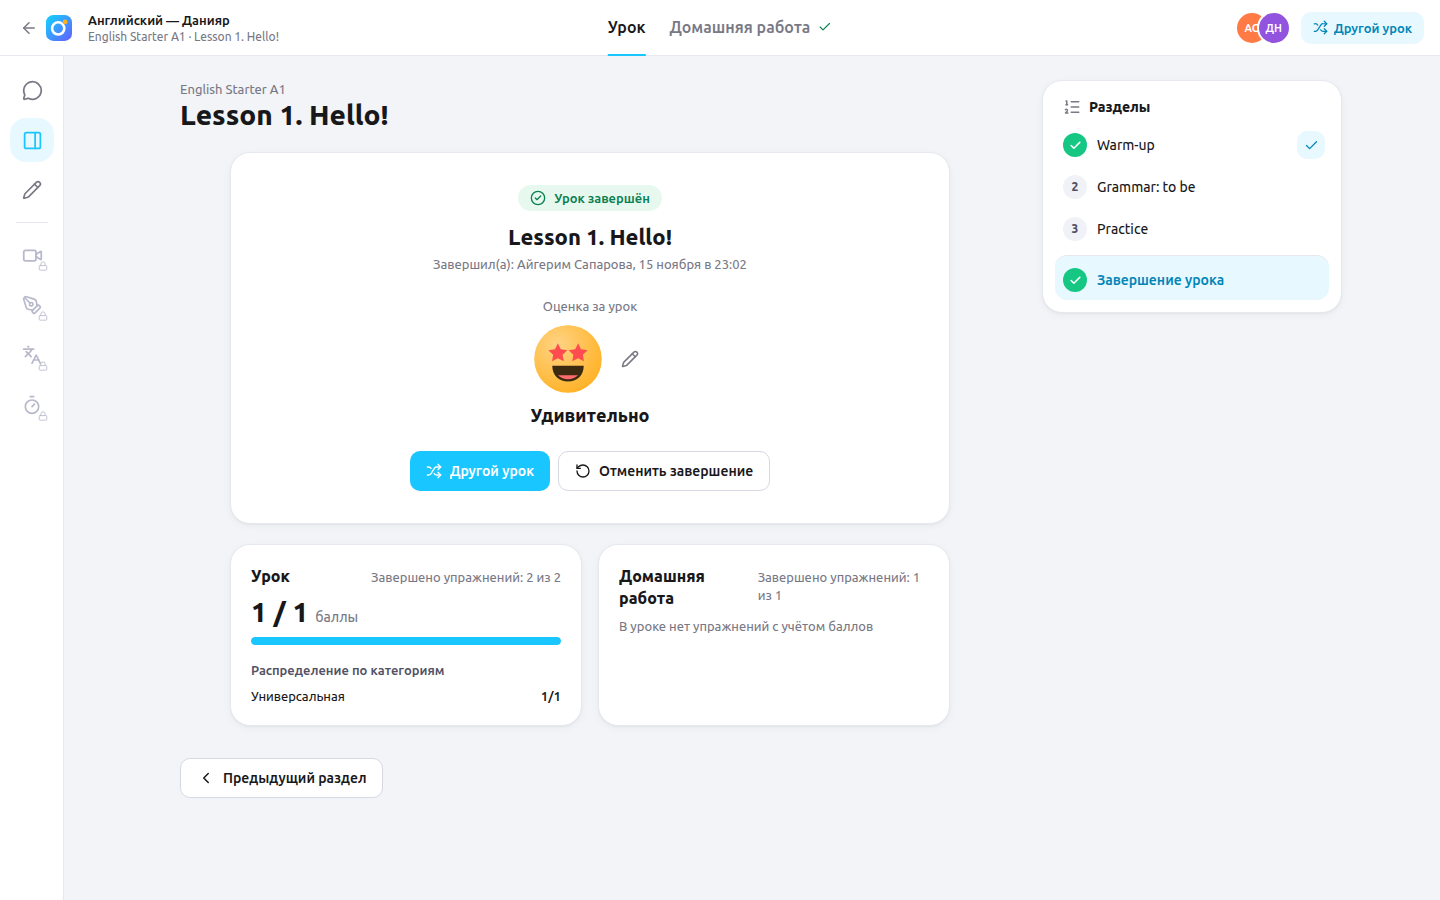 Английский — Данияр
English Starter A1 · Lesson 1. Hello!
Урок
Домашняя работа
ДН
Другой урок
English Starter A1
Lesson 1. Hello!
Урок завершён
Lesson 1. Hello!
Завершил(а): Айгерим Сапарова, 15 ноября в 23:02
Оценка за урок
Удивительно
Другой урок
Отменить завершение
Урок
Завершено упражнений: 2 из 2
1 / 1 баллы
Распределение по категориям
Универсальная 1/1
Домашняя
работа
Завершено упражнений: 1
из 1
В уроке нет упражнений с учётом баллов
Предыдущий раздел
Разделы
Warm-up
2 Grammar: to be
3 Practice
Завершение урока